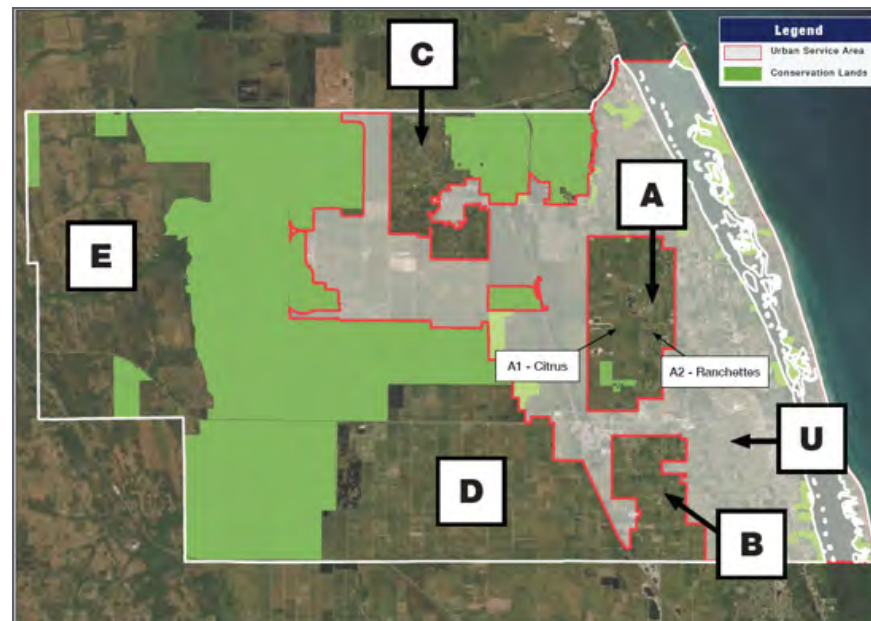 Legend
Urban Service Area
Conservation Lands
C
A
E
A1 - Citrus
A2 - Ranchettes
U
D
B